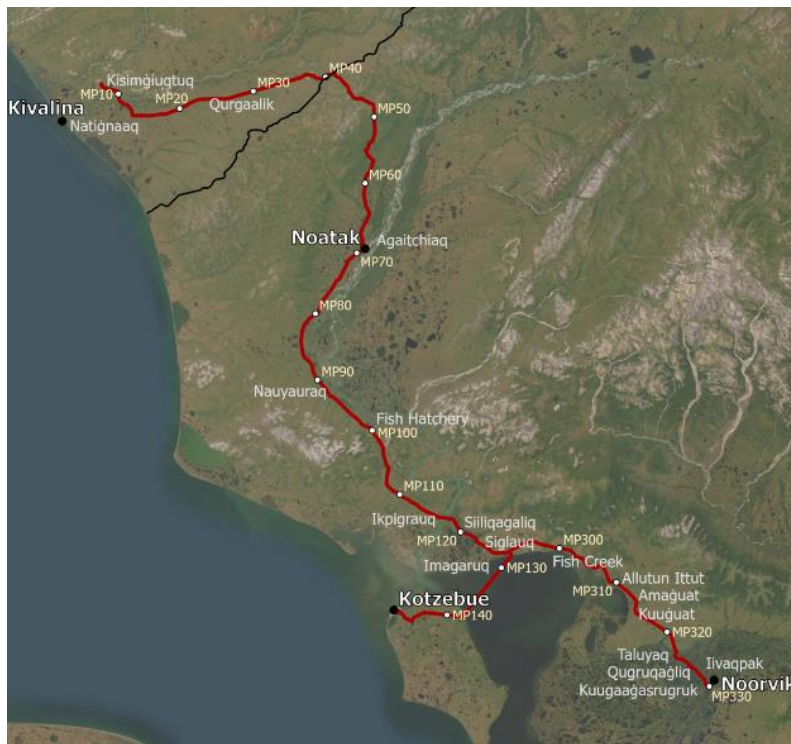 MP40
Kisimġiuqtuq
MP30
MP10
MP20
Qurgaalik
Kivalina
MP50
Natiġnaaq
MP60
Noatak
Agaitchiaq
MP70
MP80
MP90
Nauyauraq
Fish Hatchery
MP100
MP110
Ikpigrauq
Siiliqagaliq
MP120
Siglauq
MP300
Fish Creek
Imagaruq
MP130
Allutun Ittut
MP310
Amaġuat
Kotzebue
Kuuġuat
MP140
MP320
Taluyaq
Iivaqpak
Qugruqaġliq
Noorvik
Kuugaaġasrugruk
MP330